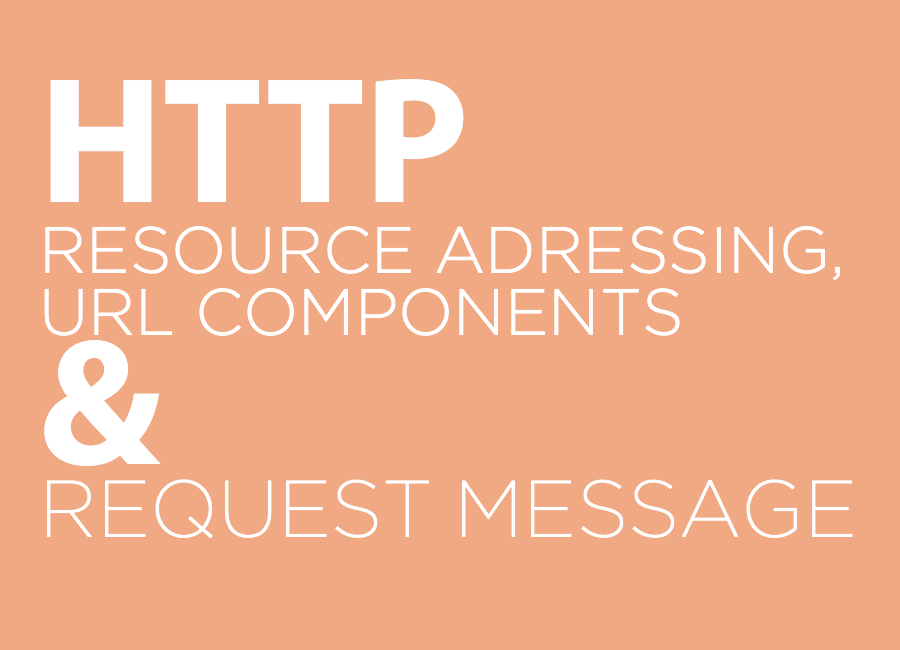 HTTP
RESOURCE ADRESSING,
URL COMPONENTS
&
REQUEST MESSAGE